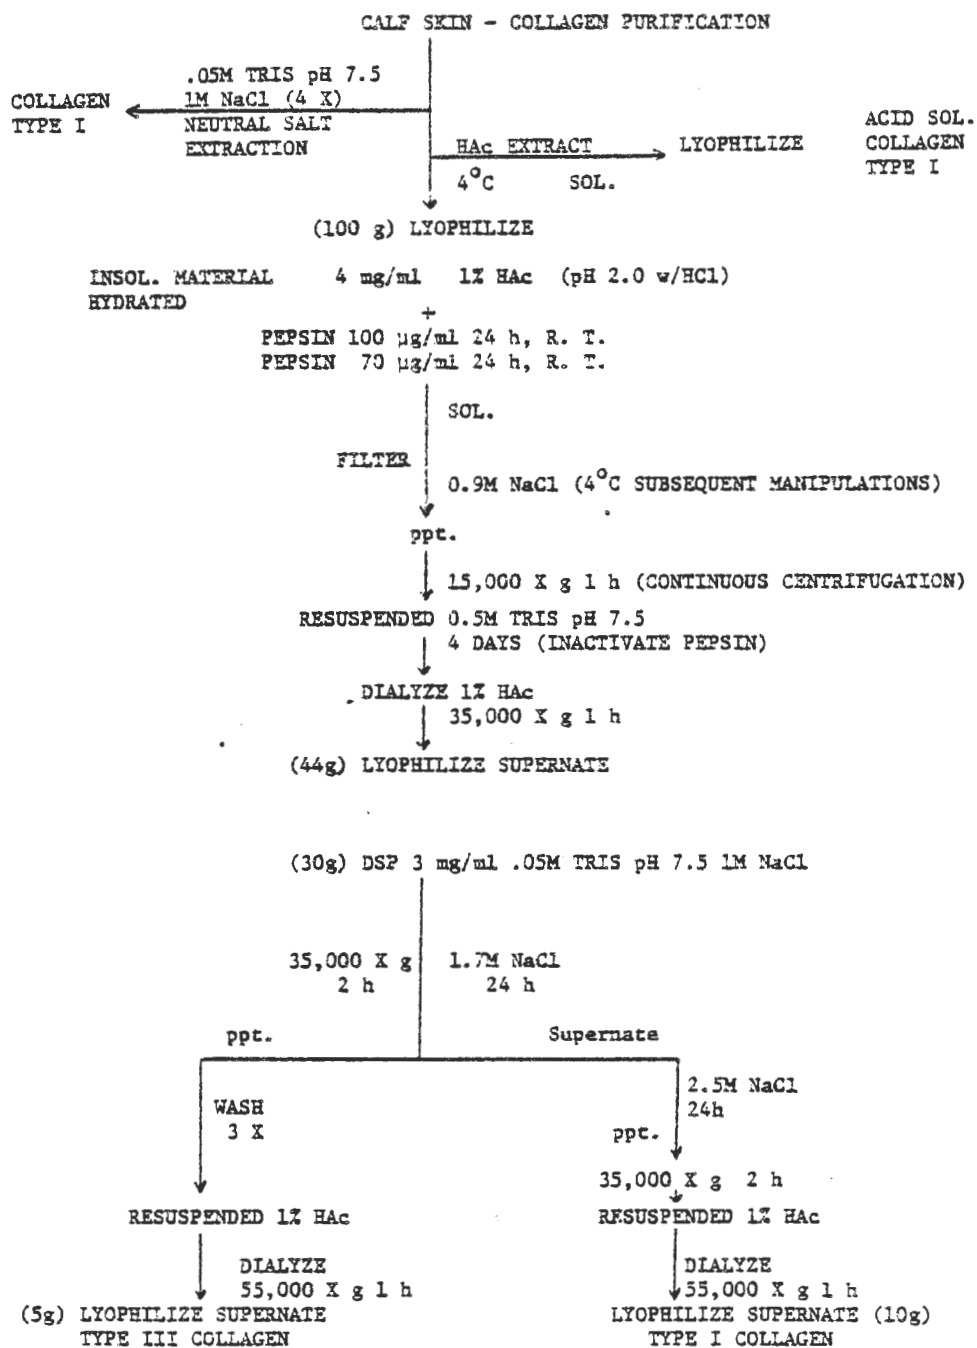 CALF SKIN - COLLAGEN PURIFICATION
.05M TRIS pH 7.5
1M NaCl (4 X)
NEUTRAL SALT
EXTRACTION
COLLAGEN
TYPE I
HAc EXTRACT
4°C SOL.
LYOPHILIZE
ACID SOL.
COLLAGEN
TYPE I
(100 g) LYOPHILIZE
INSOL. MATERIAL 4 mg/ml 1% HAc (pH 2.0 w/HCl)
HYDRATED
+
PEPSIN 100 μg/ml 24 h, R. T.
PEPSIN 70 μg/ml 24 h, R. T.
SOL.
FILTER
0.9M NaCl (4°C SUBSEQUENT MANIPULATIONS)
ppt.
15,000 X g 1 h (CONTINUOUS CENTRIFUGATION)
RESUSPENDED 0.5M TRIS pH 7.5
4 DAYS (INACTIVATE PEPSIN)
DIALYZE 1% HAc
35,000 X g 1 h
(44g) LYOPHILIZE SUPERNATE
(30g) DSP 3 mg/ml .05M TRIS pH 7.5 1M NaCl
35,000 X g 1.7M NaCl
2 h 24 h
ppt. Supernate
WASH
3 X
2.5M NaCl
24h
ppt.
35,000 X g 2 h
RESUSPENDED 1% HAc RESUSPENDED 1% HAc
DIALYZE DIALYZE
55,000 X g 1 h 55,000 X g 1 h
(5g) LYOPHILIZE SUPERNATE LYOPHILIZE SUPERNATE (10g)
TYPE III COLLAGEN TYPE I COLLAGEN